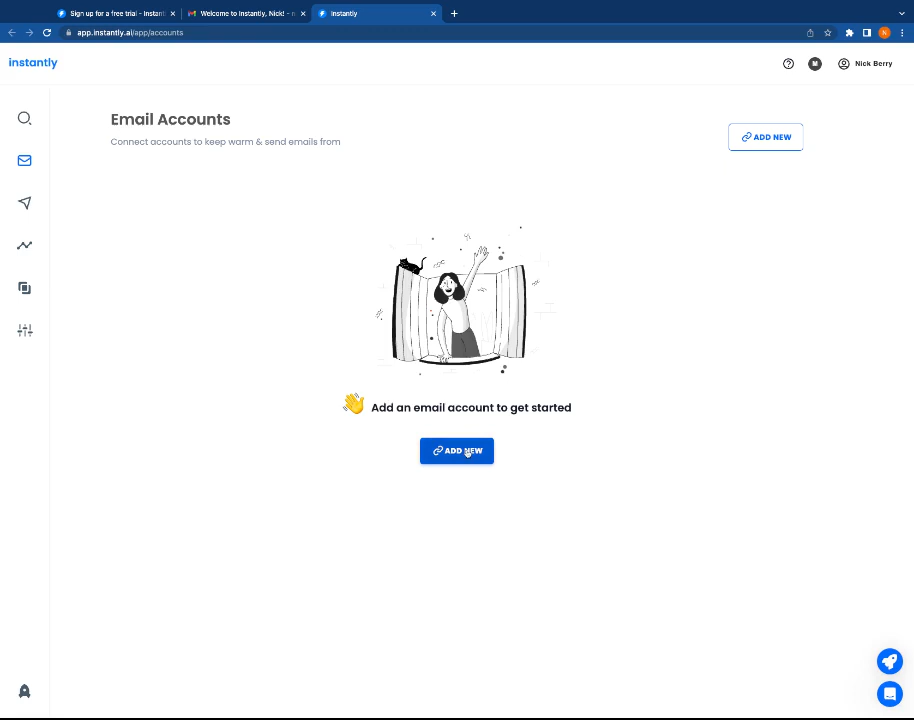 Sign up for a free trial - Instantl
Welcome to Instantly, Nick! - n
Instantly
app.instantly.ai/app/accounts
N
instantly
M
Nick Berry
Email Accounts
Connect accounts to keep warm & send emails from
ADD NEW
Add an email account to get started
ADD NEW